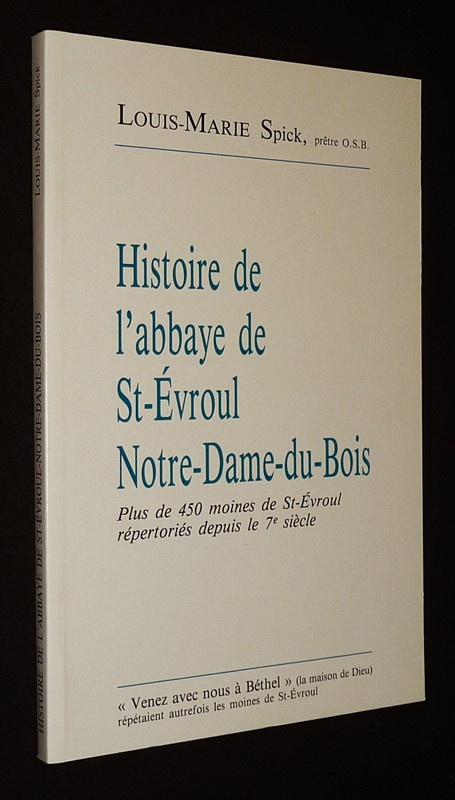 LOUIS-MARIE Spick, prêtre O.S.B.
Histoire de
l'abbaye de
St-Évroul
Notre-Dame-du-Bois
Plus de 450 moines de St-Évroul
répertoriés depuis le 7e siècle
« Venez avec nous à Béthel » (la maison de Dieu)
répétaient autrefois les moines de St-Évroul
HISTOIRE DE L'ABBAYE DE ST-ÉVROUL-NOTRE-DAME-DU-BOIS
LOUIS-MARIE Spick